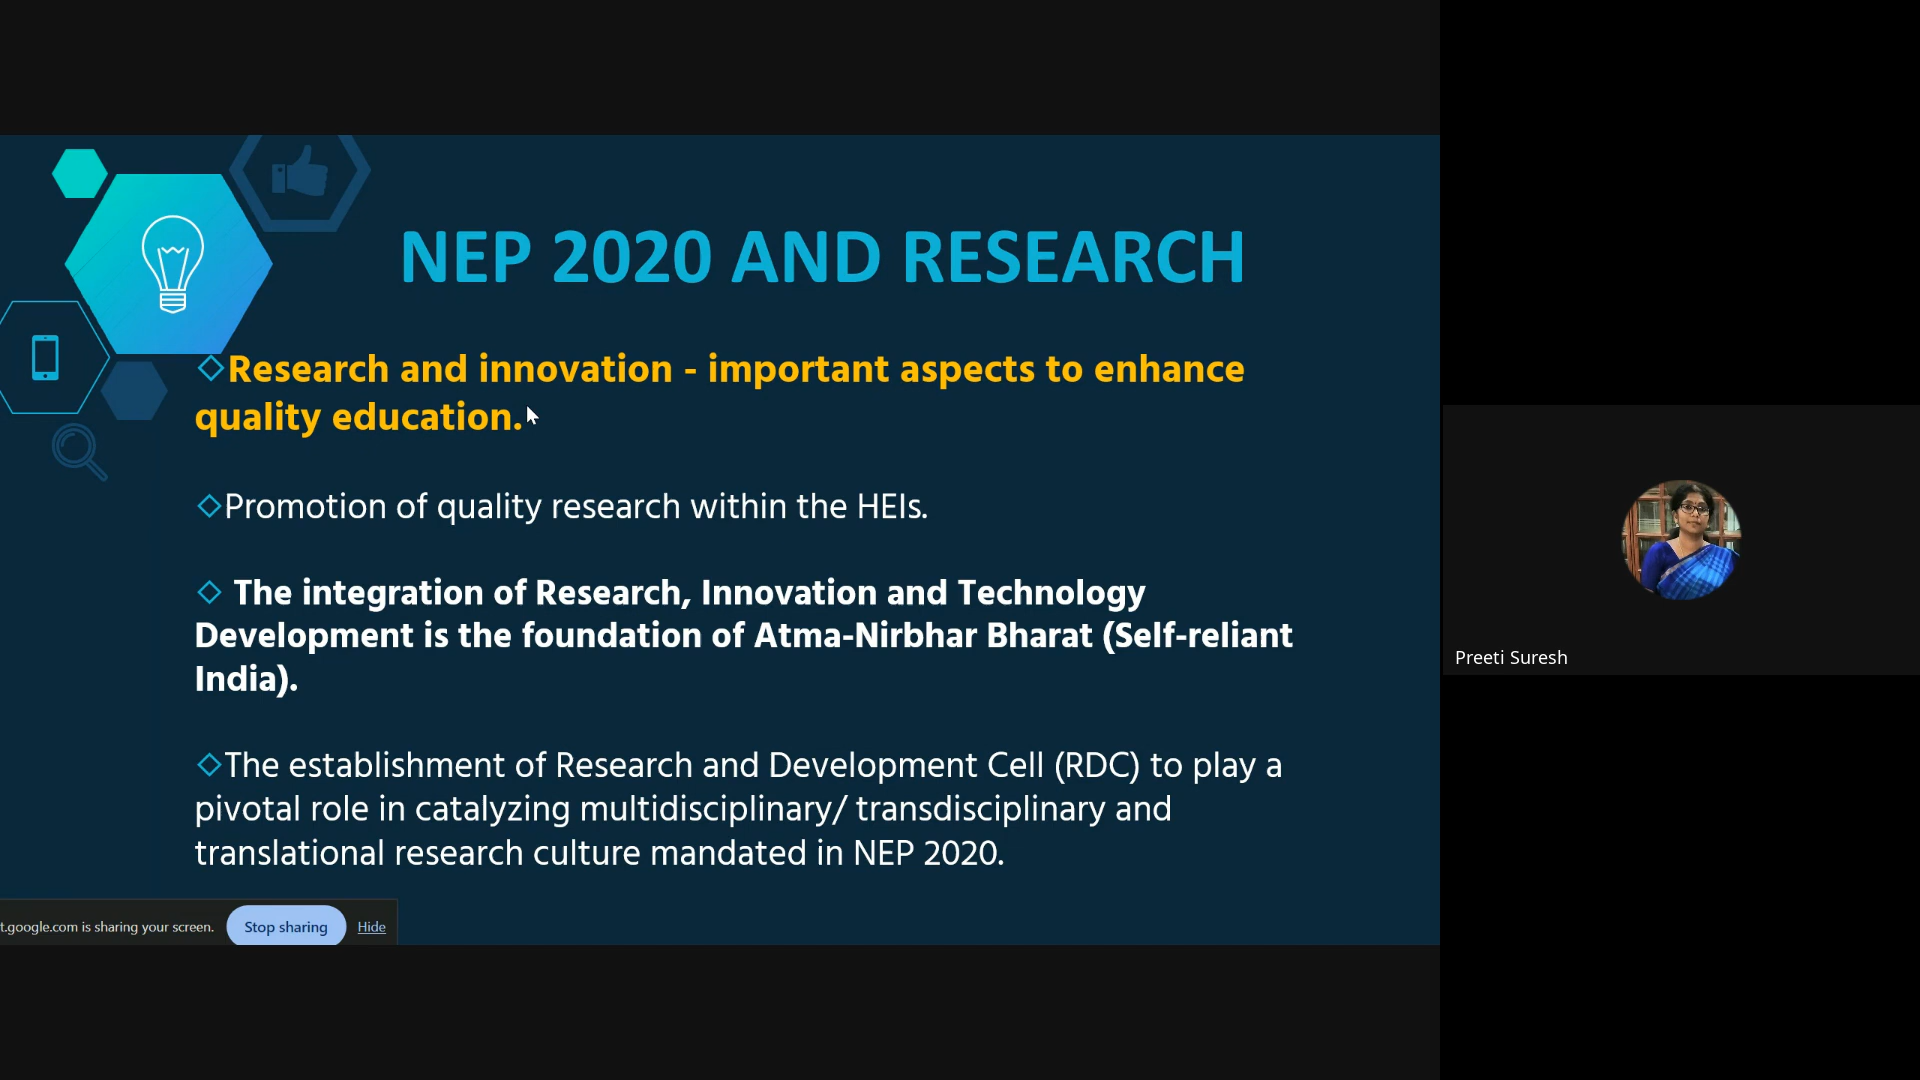 NEP 2020 AND RESEARCH
◇Research and innovation - important aspects to enhance
quality education.
◇Promotion of quality research within the HEIs.
◇ The integration of Research, Innovation and Technology
Development is the foundation of Atma-Nirbhar Bharat (Self-reliant
India).
◇The establishment of Research and Development Cell (RDC) to play a
pivotal role in catalyzing multidisciplinary/ transdisciplinary and
translational research culture mandated in NEP 2020.
t.google.com is sharing your screen. Stop sharing Hide
Preeti Suresh